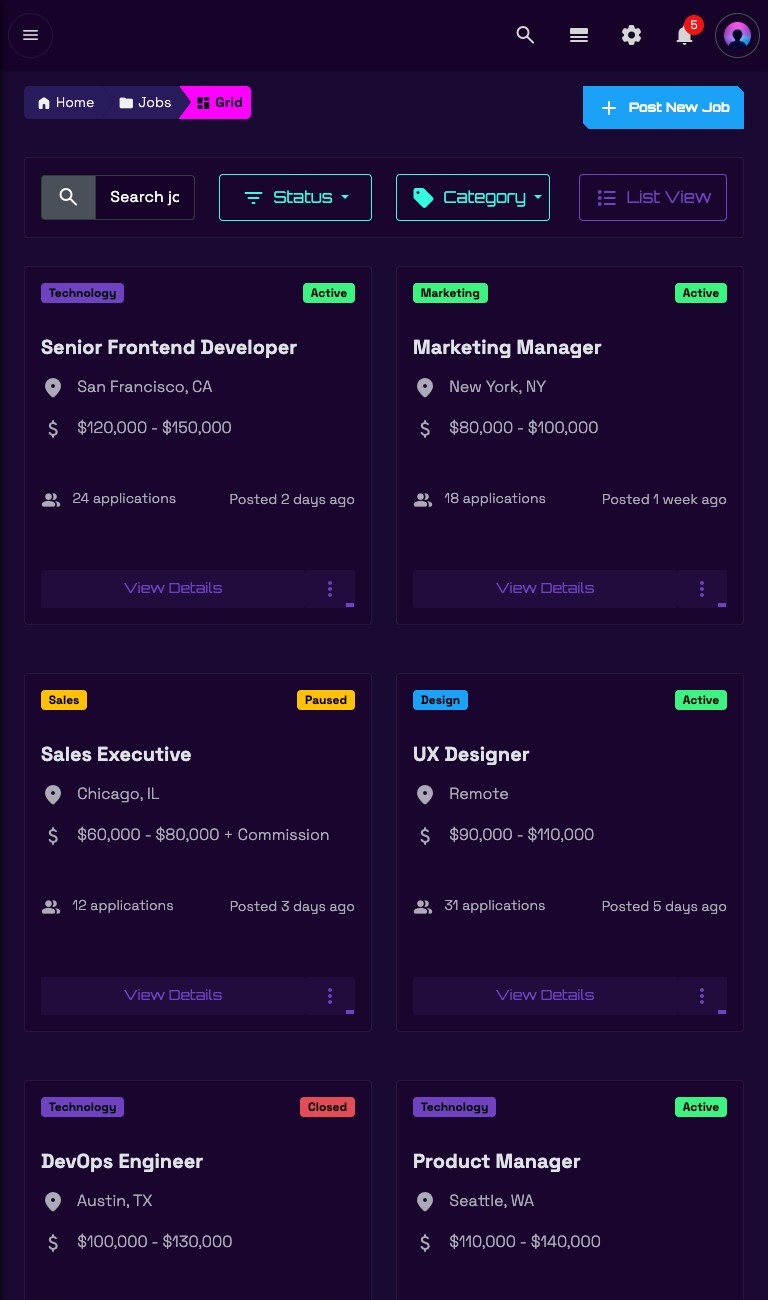 5
Home Jobs Grid
Post New Job
Search jo
Status
Category
List View
Technology Active
Senior Frontend Developer
San Francisco, CA
$120,000 - $150,000
24 applications Posted 2 days ago
View Details
Marketing Active
Marketing Manager
New York, NY
$80,000 - $100,000
18 applications Posted 1 week ago
View Details
Sales Paused
Sales Executive
Chicago, IL
$60,000 - $80,000 + Commission
12 applications Posted 3 days ago
View Details
Design Active
UX Designer
Remote
$90,000 - $110,000
31 applications Posted 5 days ago
View Details
Technology Closed
DevOps Engineer
Austin, TX
$100,000 - $130,000
Technology Active
Product Manager
Seattle, WA
$110,000 - $140,000